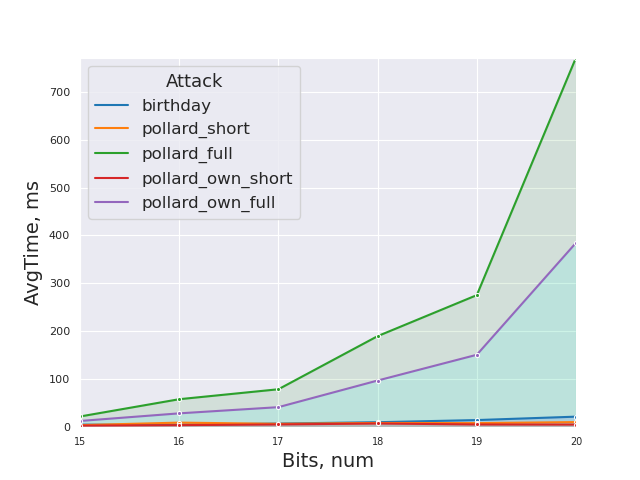 Attack
birthday
pollard_short
pollard_full
pollard_own_short
pollard_own_full
AvgTime, ms
700
600
500
400
300
200
100
0
15
16
17
18
19
20
Bits, num